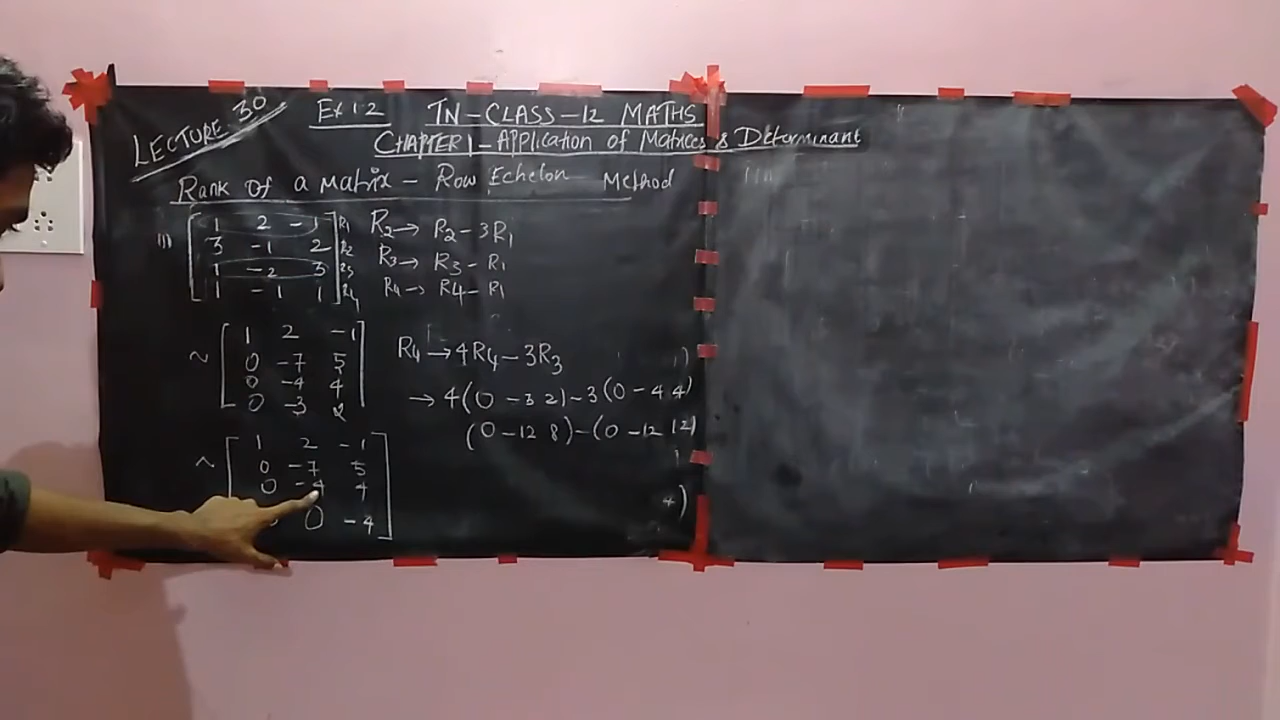 LECTURE 30
Ex 1.2 TN-CLASS-12 MATHS
CHAPTER 1 - Application of Matrices & Determinant
Rank of a Matrix - Row Echelon Method
1 2 -1 R1 R2 → R2 - 3R1
3 -1 2 R2 R3 → R3 - R1
1 -2 3 R3 R4 → R4 - R1
1 -1 1 R4
~ 1 2 -1 R4 → 4R4 - 3R3
0 -7 5
0 -4 4 → 4(0 -3 2) - 3(0 -4 4)
0 -3 2 (0 -12 8) - (0 -12 12)
~ 1 2 -1
0 -7 5
0 -4 4
0 -4